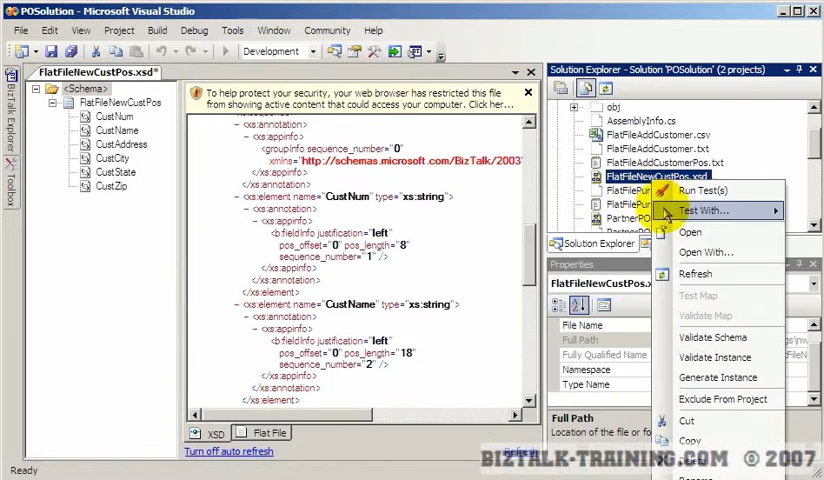 POSolution - Microsoft Visual Studio
File Edit View Project Build Debug Tools Window Community Help
Development
FlatFileNewCustPos.xsd*
<Schema>
FlatFileNewCustPos
CustNum
CustName
CustAddress
CustCity
CustState
CustZip
BizTalk Explorer
Toolbox
To help protect your security, your web browser has restricted this file
from showing active content that could access your computer. Click here...
- <xs:annotation>
- <xs:appinfo>
<groupInfo sequence_number="0"
xmlns="http://schemas.microsoft.com/BizTalk/2003"
</xs:appinfo>
</xs:annotation>
- <xs:element name="CustNum" type="xs:string">
- <xs:annotation>
- <xs:appinfo>
<b:fieldInfo justification="left"
pos_offset="0" pos_length="8"
sequence_number="1" />
</xs:appinfo>
</xs:annotation>
</xs:element>
- <xs:element name="CustName" type="xs:string">
- <xs:annotation>
- <xs:appinfo>
<b:fieldInfo justification="left"
pos_offset="0" pos_length="18"
sequence_number="2" />
</xs:appinfo>
</xs:annotation>
</xs:element>
XSD Flat File
Turn off auto refresh
Refresh
Solution Explorer - Solution 'POSolution' (2 projects)
obj
AssemblyInfo.cs
FlatFileAddCustomer.csv
FlatFileAddCustomer.txt
FlatFileAddCustomerPos.txt
FlatFileNewCustPos.xsd
FlatFilePu
FlatFilePu
PartnerPO
Solution Explorer
Properties
FlatFileNewCustPos.x
File Name
Full Path
Fully Qualified Name
Namespace
Type Name
Full Path
Location of the file or fo
Run Test(s)
Test With...
Open
Open With...
Refresh
Test Map
Validate Map
Validate Schema
Validate Instance
Generate Instance
Exclude From Project
Cut
Copy
Delete
BIZTALK-TRAINING.COM © 2007
Ready